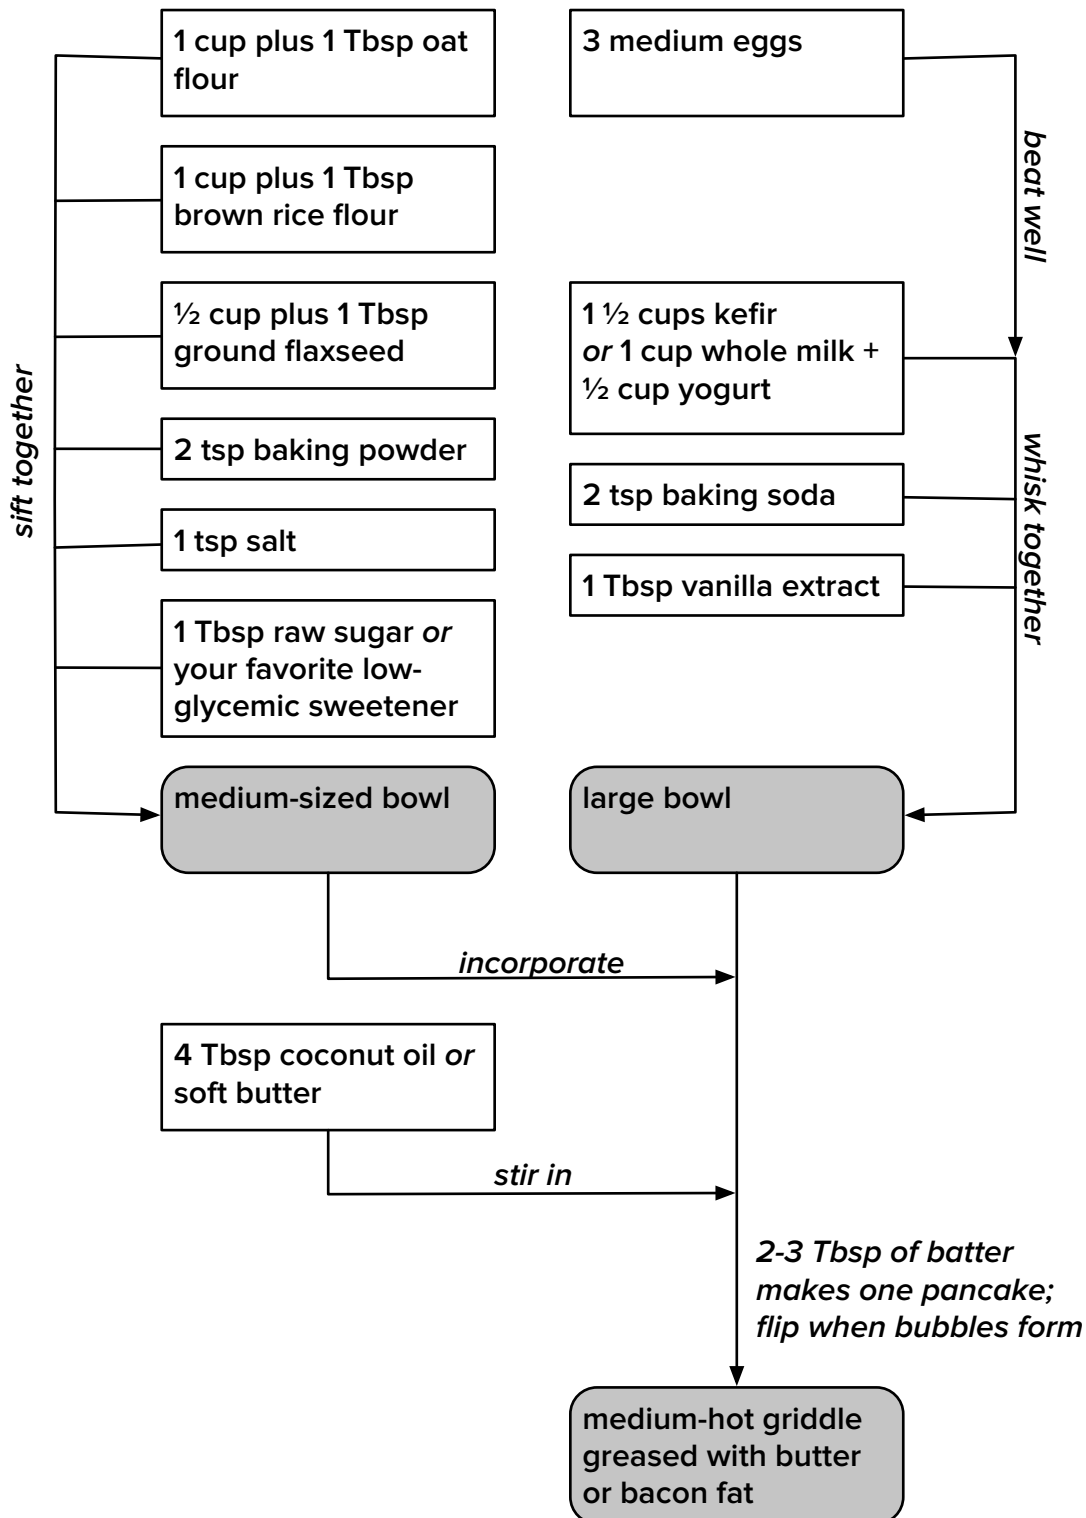 1 cup plus 1 Tbsp oat
flour
3 medium eggs
beat well
1 cup plus 1 Tbsp
brown rice flour
½ cup plus 1 Tbsp
ground flaxseed
1 ½ cups kefir
or 1 cup whole milk +
½ cup yogurt
sift together
2 tsp baking powder
2 tsp baking soda
whisk together
1 tsp salt
1 Tbsp vanilla extract
1 Tbsp raw sugar or
your favorite low-
glycemic sweetener
medium-sized bowl
large bowl
incorporate
4 Tbsp coconut oil or
soft butter
stir in
2-3 Tbsp of batter
makes one pancake;
flip when bubbles form
medium-hot griddle
greased with butter
or bacon fat